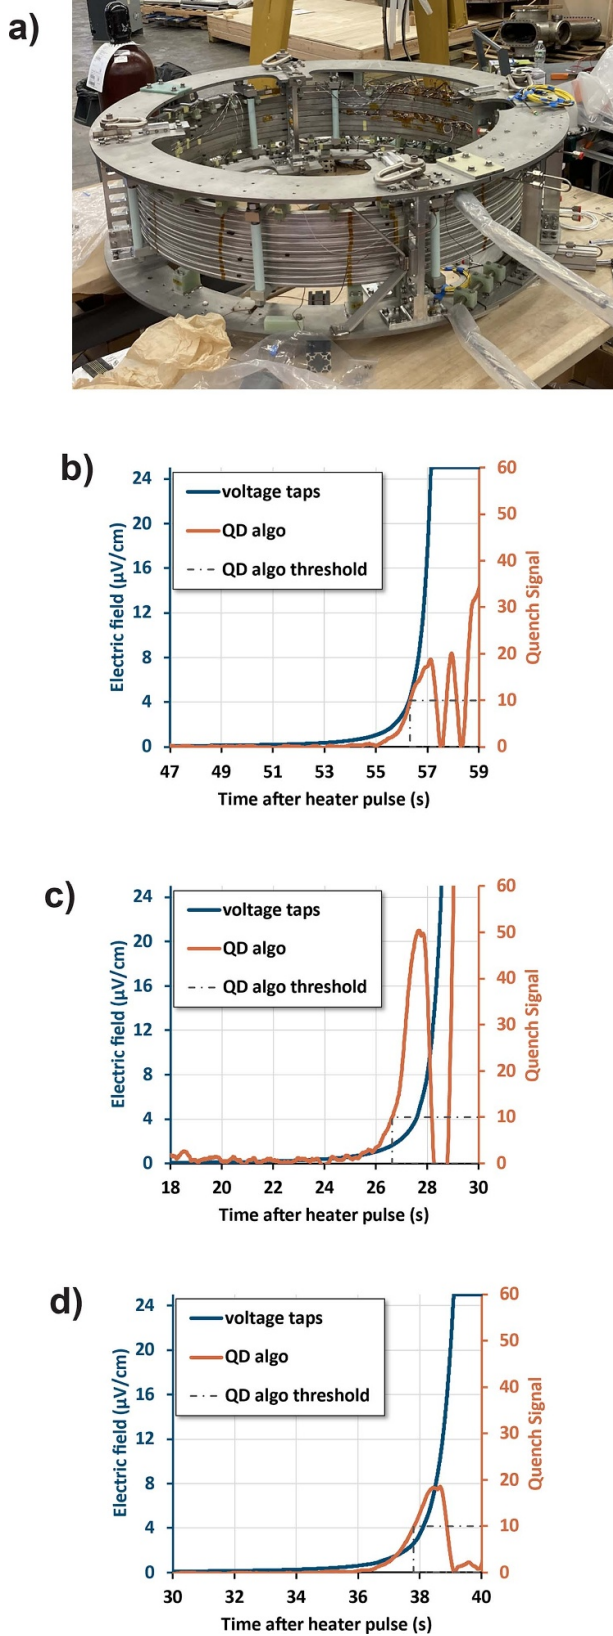 a)
b)
24
20
16
12
8
4
0
Electric field (µV/cm)
voltage taps
QD algo
QD algo threshold
60
50
40
30
20
10
0
Quench Signal
47 49 51 53 55 57 59
Time after heater pulse (s)
c)
24
20
16
12
8
4
0
Electric field (µV/cm)
voltage taps
QD algo
QD algo threshold
60
50
40
30
20
10
0
Quench Signal
18 20 22 24 26 28 30
Time after heater pulse (s)
d)
24
20
16
12
8
4
0
Electric field (µV/cm)
voltage taps
QD algo
QD algo threshold
60
50
40
30
20
10
0
Quench Signal
30 32 34 36 38 40
Time after heater pulse (s)